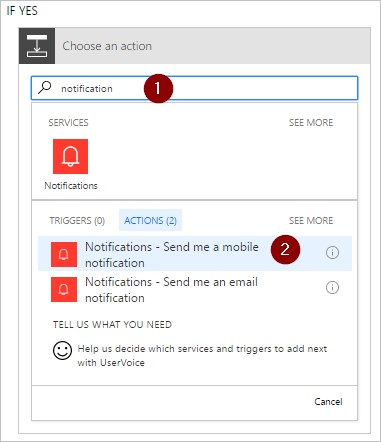 IF YES
Choose an action
notification
1
SERVICES SEE MORE
Notifications
TRIGGERS (0) ACTIONS (2) SEE MORE
Notifications - Send me a mobile
notification
2
Notifications - Send me an email
notification
TELL US WHAT YOU NEED
Help us decide which services and triggers to add next
with UserVoice
Cancel